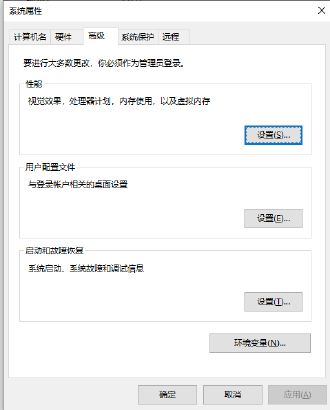 系统属性
计算机名 硬件 高级 系统保护 远程
要进行大多数更改，你必须作为管理员登录。
性能
视觉效果，处理器计划，内存使用，以及虚拟内存
设置(S)...
用户配置文件
与登录帐户相关的桌面设置
设置(E)...
启动和故障恢复
系统启动、系统故障和调试信息
设置(T)...
环境变量(N)...
确定 取消 应用(A)